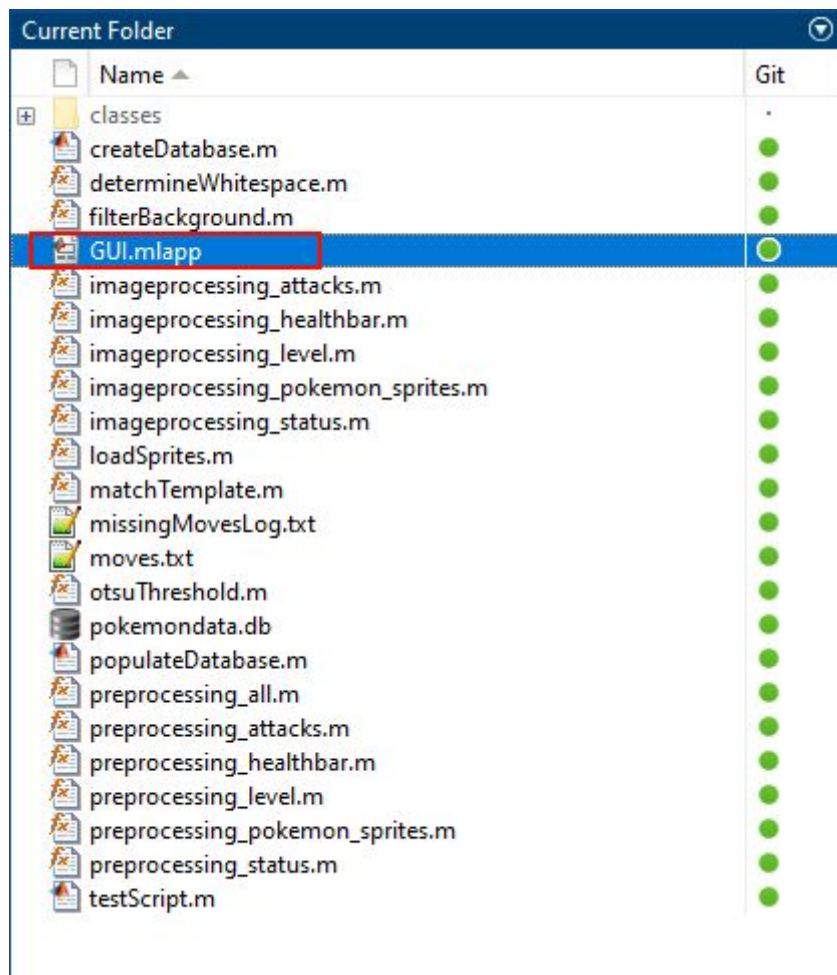 Current Folder
Name Git
classes
createDatabase.m
determineWhitespace.m
filterBackground.m
GUI.mlapp
imageprocessing_attacks.m
imageprocessing_healthbar.m
imageprocessing_level.m
imageprocessing_pokemon_sprites.m
imageprocessing_status.m
loadSprites.m
matchTemplate.m
missingMovesLog.txt
moves.txt
otsuThreshold.m
pokemondata.db
populateDatabase.m
preprocessing_all.m
preprocessing_attacks.m
preprocessing_healthbar.m
preprocessing_level.m
preprocessing_pokemon_sprites.m
preprocessing_status.m
testScript.m